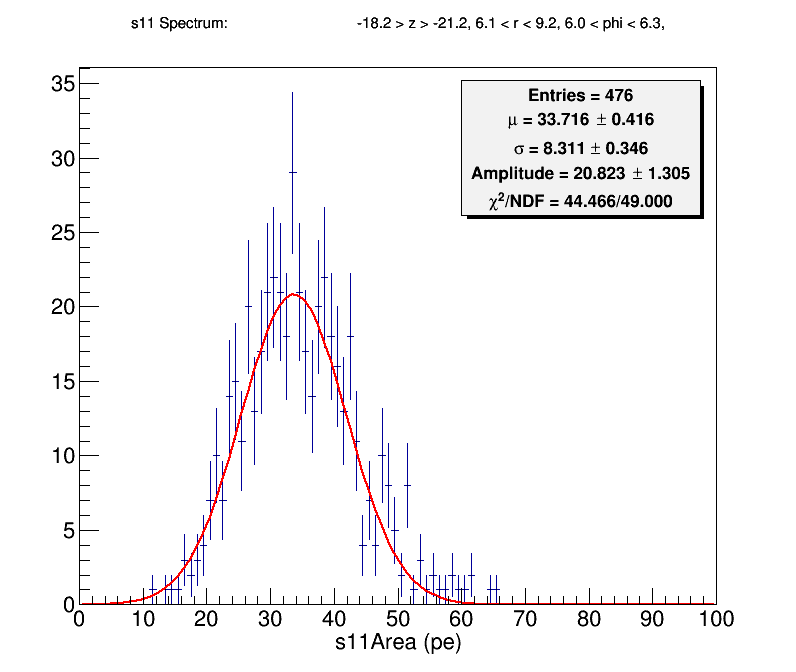 s11 Spectrum: -18.2 > z > -21.2, 6.1 < r < 9.2, 6.0 < phi < 6.3,
35
Entries = 476
μ = 33.716 ± 0.416
30
σ = 8.311 ± 0.346
Amplitude = 20.823 ± 1.305
χ²/NDF = 44.466/49.000
25
20
15
10
5
0
0 10 20 30 40 50 60 70 80 90 100
s11Area (pe)